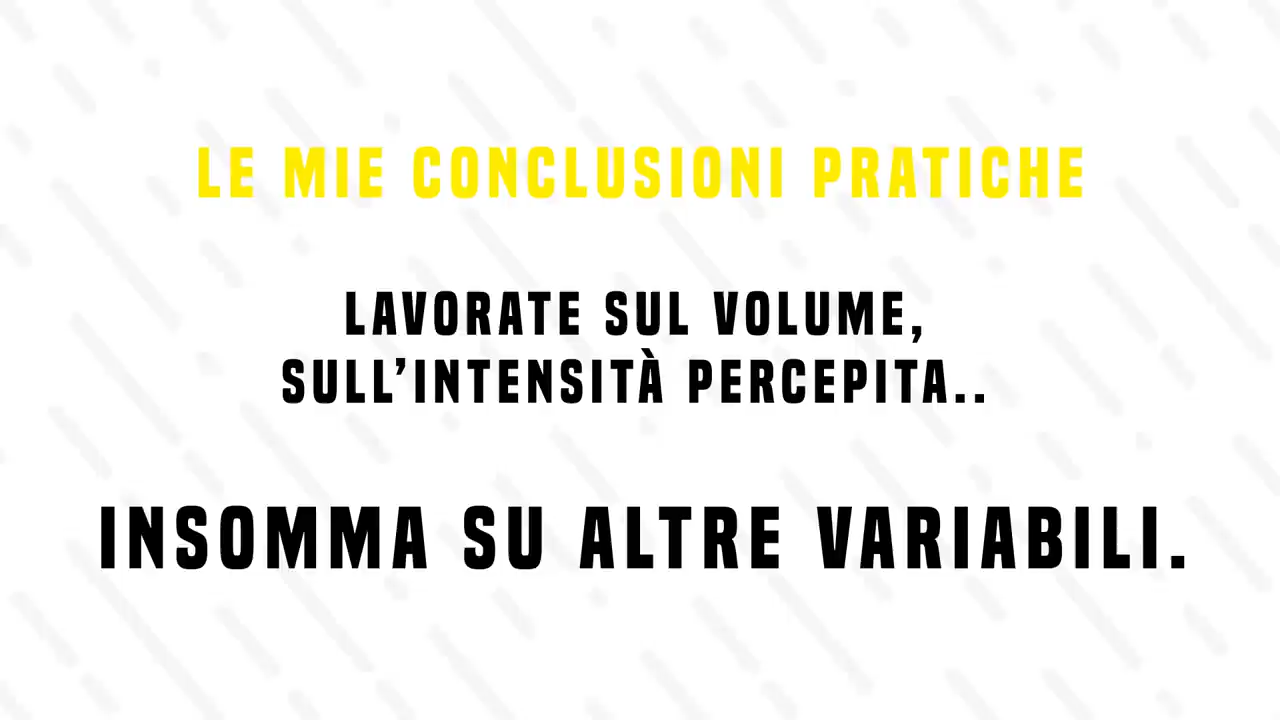 LE MIE CONCLUSIONI PRATICHE
LAVORATE SUL VOLUME,
SULL’INTENSITÀ PERCEPITA..
INSOMMA SU ALTRE VARIABILI.